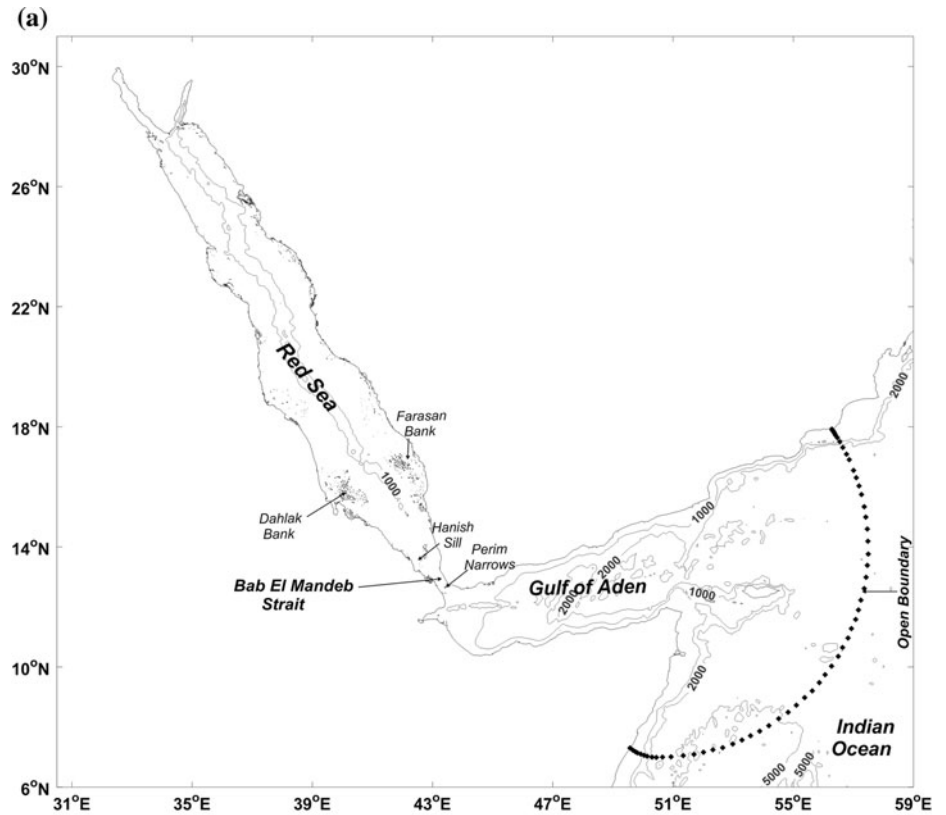 (a)
30°N
26°N
22°N
18°N
14°N
10°N
6°N
Red Sea
Farasan
Bank
1000
Dahlak
Bank
Hanish
Sill
Perim
Narrows
Bab El Mandeb
Strait
Gulf of Aden
2000
2000
1000
1000
2000
2000
Open Boundary
Indian
Ocean
5000
5000
31°E
35°E
39°E
43°E
47°E
51°E
55°E
59°E